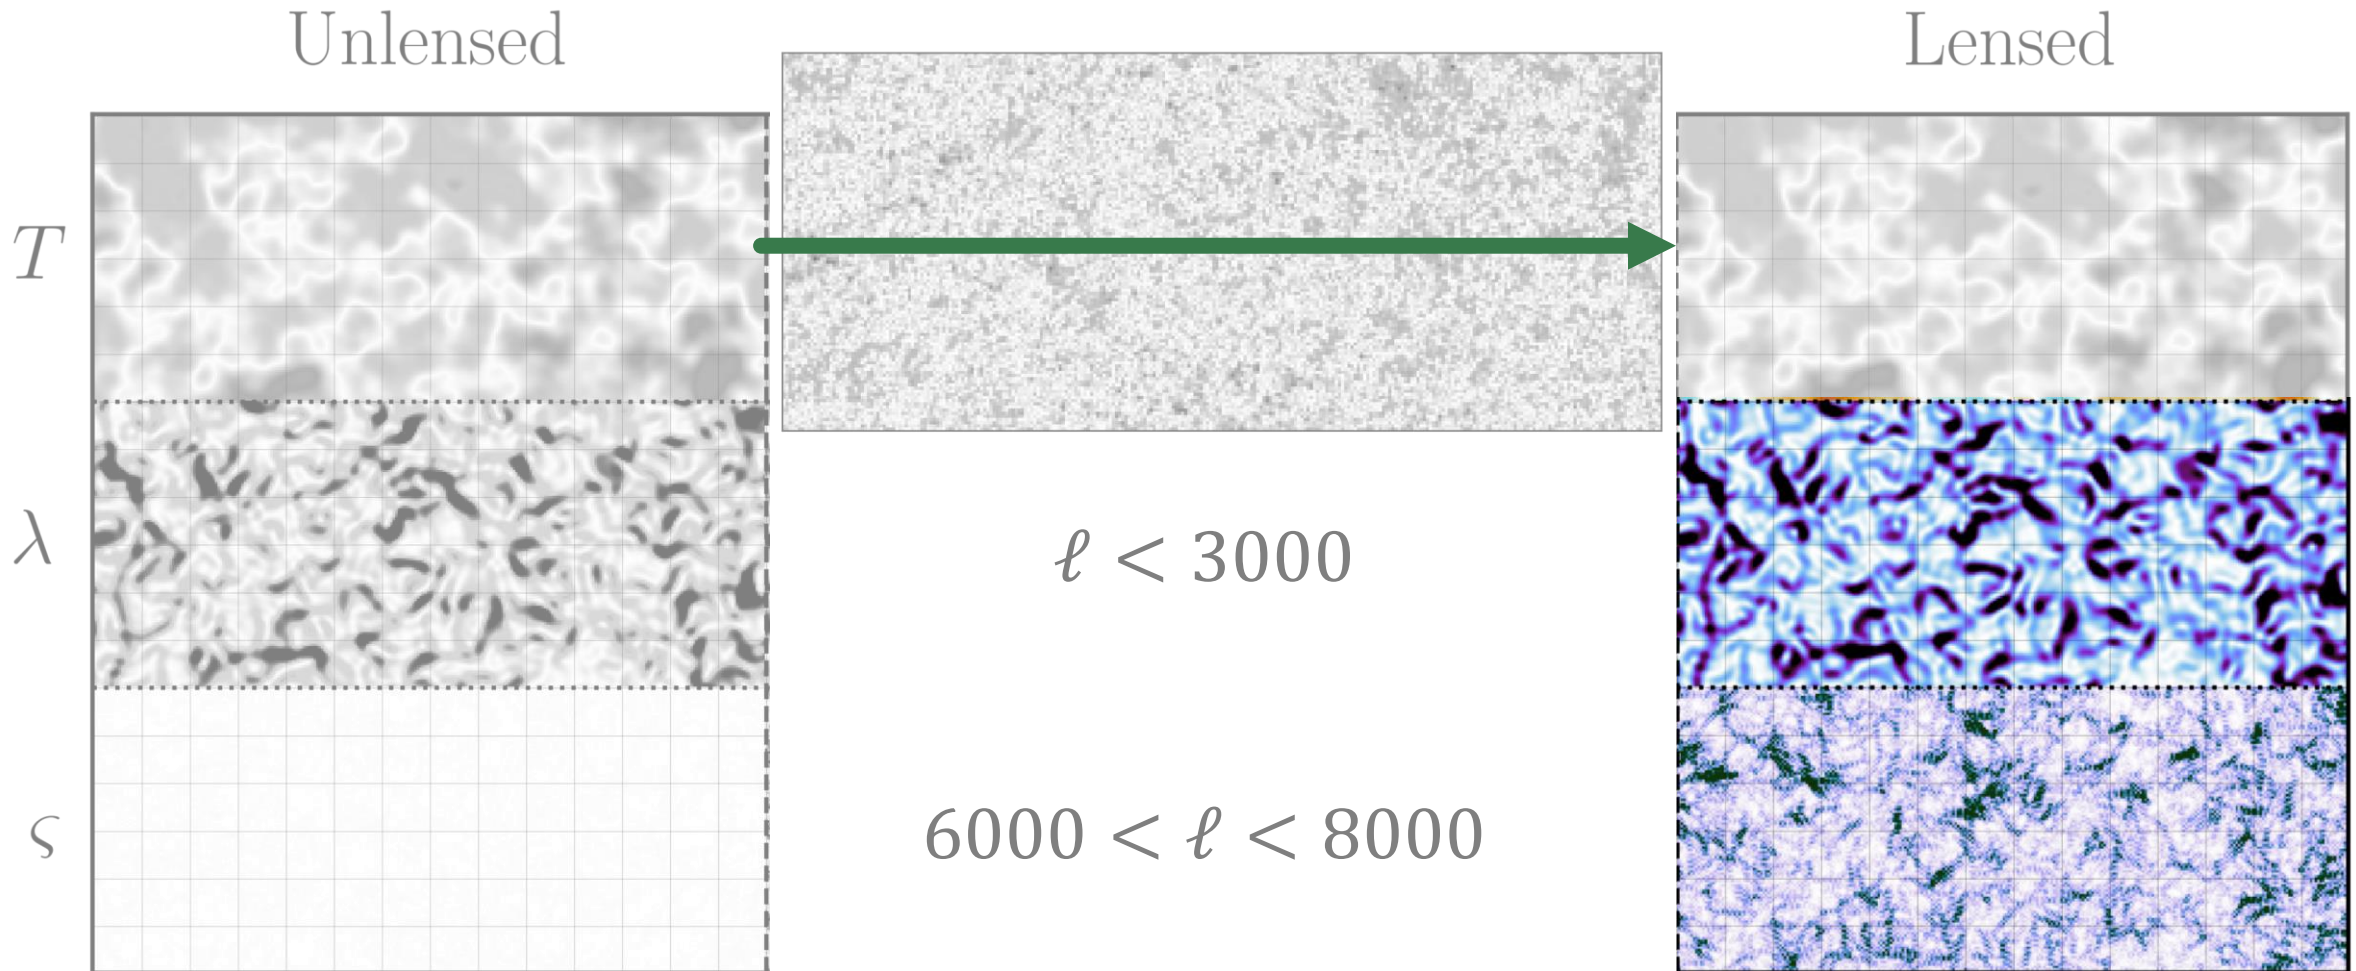 Unlensed
Lensed
T
λ
ℓ < 3000
ς
6000 < ℓ < 8000